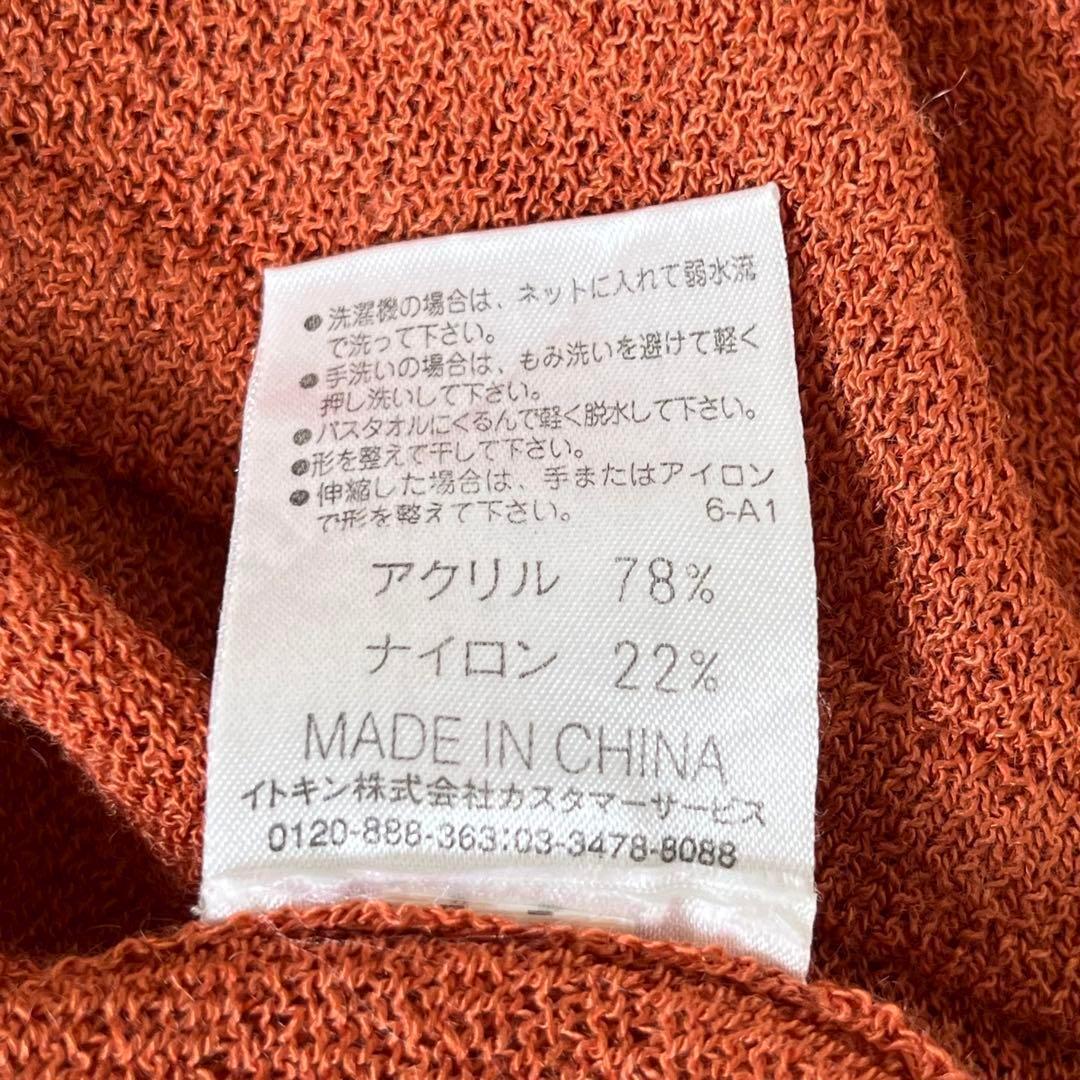 ●洗濯機の場合は、ネットに入れて弱水流
で洗って下さい。
●手洗いの場合は、もみ洗いを避けて軽く
押し洗いして下さい。
●バスタオルにくるんで軽く脱水して下さい。
●形を整えて干して下さい。
●伸縮した場合は、手またはアイロン
で形を整えて下さい。 6-A1
アクリル 78%
ナイロン 22%
MADE IN CHINA
イトキン株式会社カスタマーサービス
0120-888-363:03-3478-8088